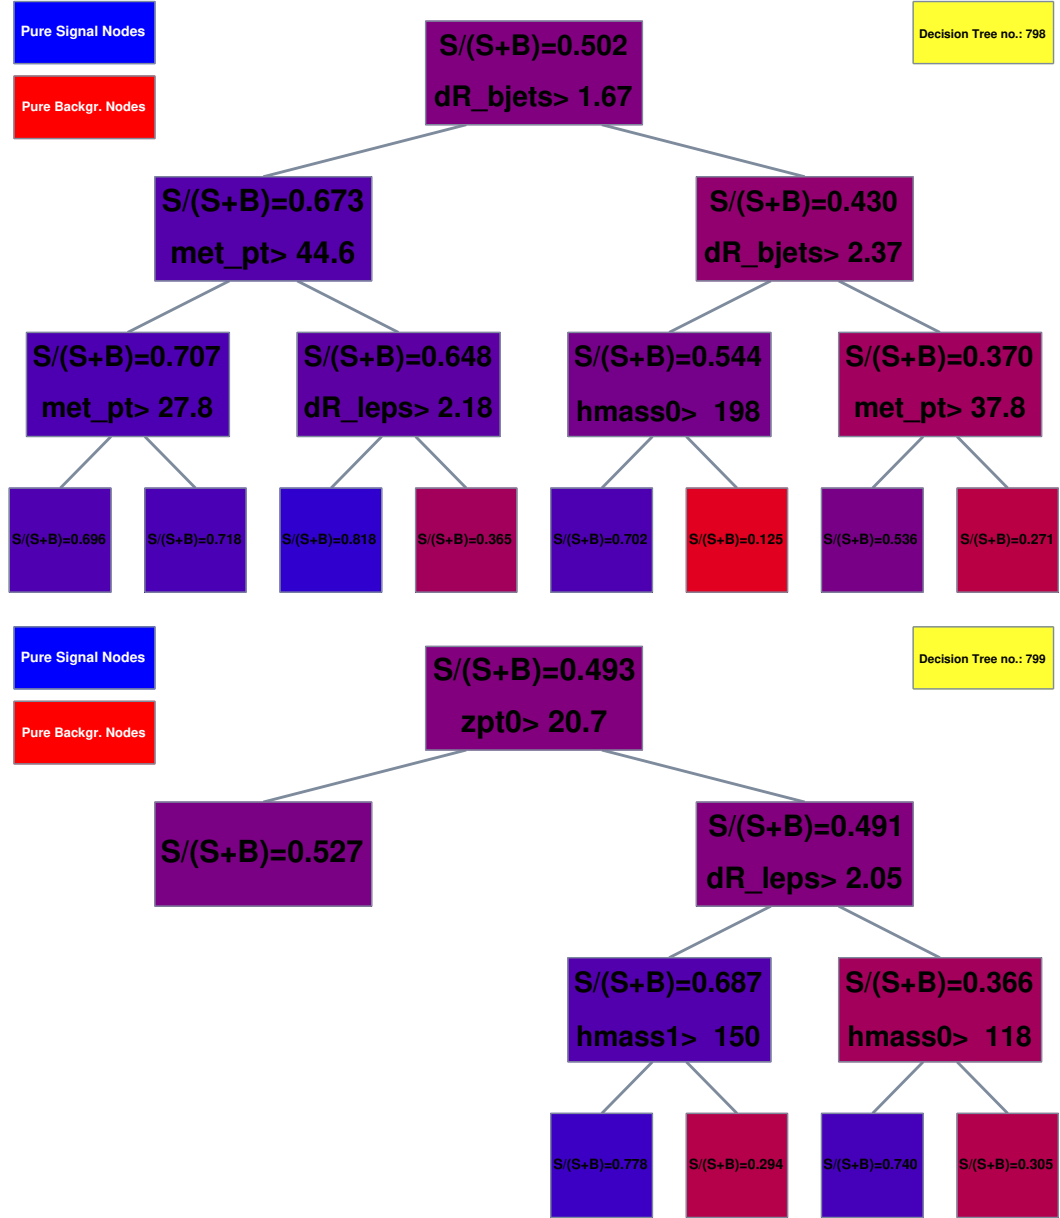 Pure Signal Nodes
Decision Tree no.: 798
Pure Backgr. Nodes
S/(S+B)=0.502
dR_bjets> 1.67
S/(S+B)=0.673
met_pt> 44.6
S/(S+B)=0.430
dR_bjets> 2.37
S/(S+B)=0.707
met_pt> 27.8
S/(S+B)=0.648
dR_leps> 2.18
S/(S+B)=0.544
hmass0>  198
S/(S+B)=0.370
met_pt> 37.8
S/(S+B)=0.696
S/(S+B)=0.718
S/(S+B)=0.818
S/(S+B)=0.365
S/(S+B)=0.702
S/(S+B)=0.125
S/(S+B)=0.536
S/(S+B)=0.271
Pure Signal Nodes
Decision Tree no.: 799
Pure Backgr. Nodes
S/(S+B)=0.493
zpt0> 20.7
S/(S+B)=0.527
S/(S+B)=0.491
dR_leps> 2.05
S/(S+B)=0.687
hmass1>  150
S/(S+B)=0.366
hmass0>  118
S/(S+B)=0.778
S/(S+B)=0.294
S/(S+B)=0.740
S/(S+B)=0.305